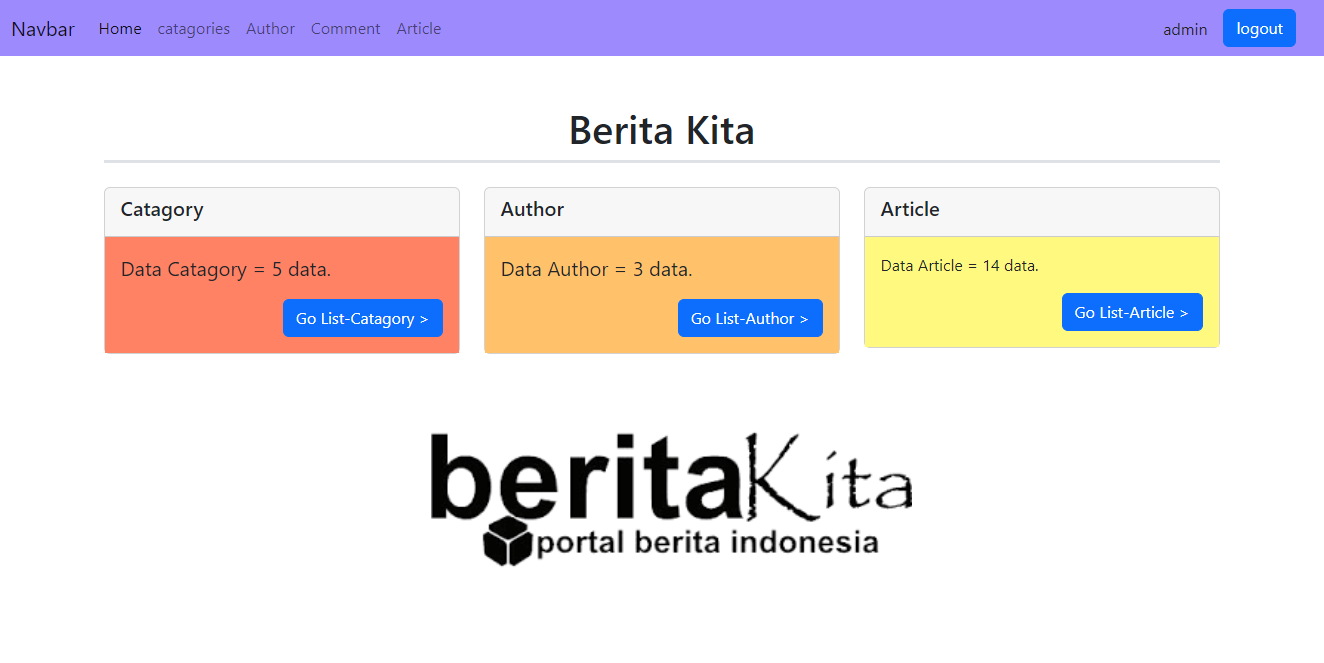 Navbar Home catagories Author Comment Article admin logout
Berita Kita
Catagory
Data Catagory = 5 data.
Go List-Catagory >
Author
Data Author = 3 data.
Go List-Author >
Article
Data Article = 14 data.
Go List-Article >
beritaKita
portal berita indonesia